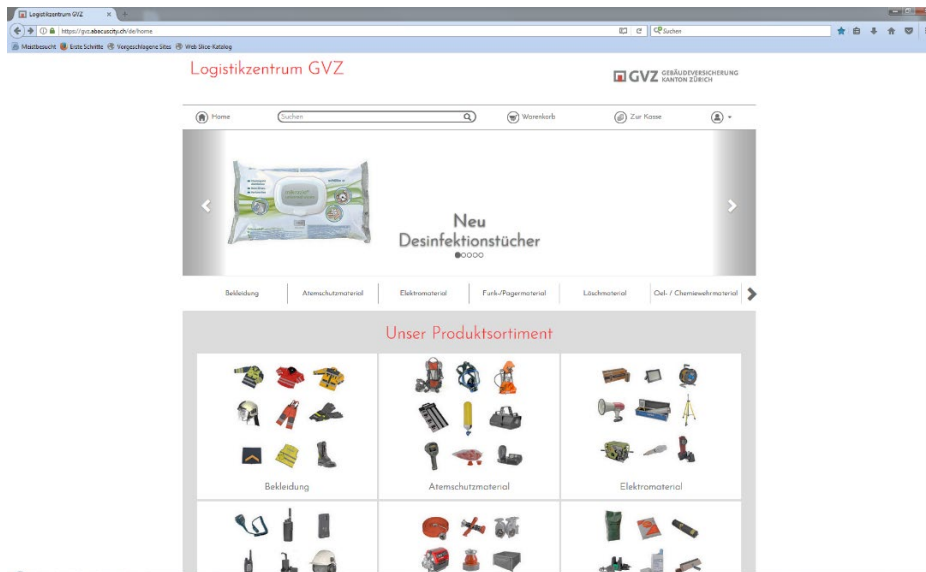 Logistikzentrum GVZ
https://gvz.abacuscity.ch/de/home
Suchen
Meistbesucht Erste Schritte Vorgeschlagene Sites Web Slice-Katalog
Logistikzentrum GVZ
GVZ GEBÄUDEVERSICHERUNG
KANTON ZÜRICH
Home Suchen Warenkorb Zur Kasse
Neu
Desinfektionstücher
Bekleidung Atemschutzmaterial Elektromaterial Funk-/Pagermaterial Löschmaterial Oel- / Chemiewehrmaterial
Unser Produktsortiment
Bekleidung Atemschutzmaterial Elektromaterial